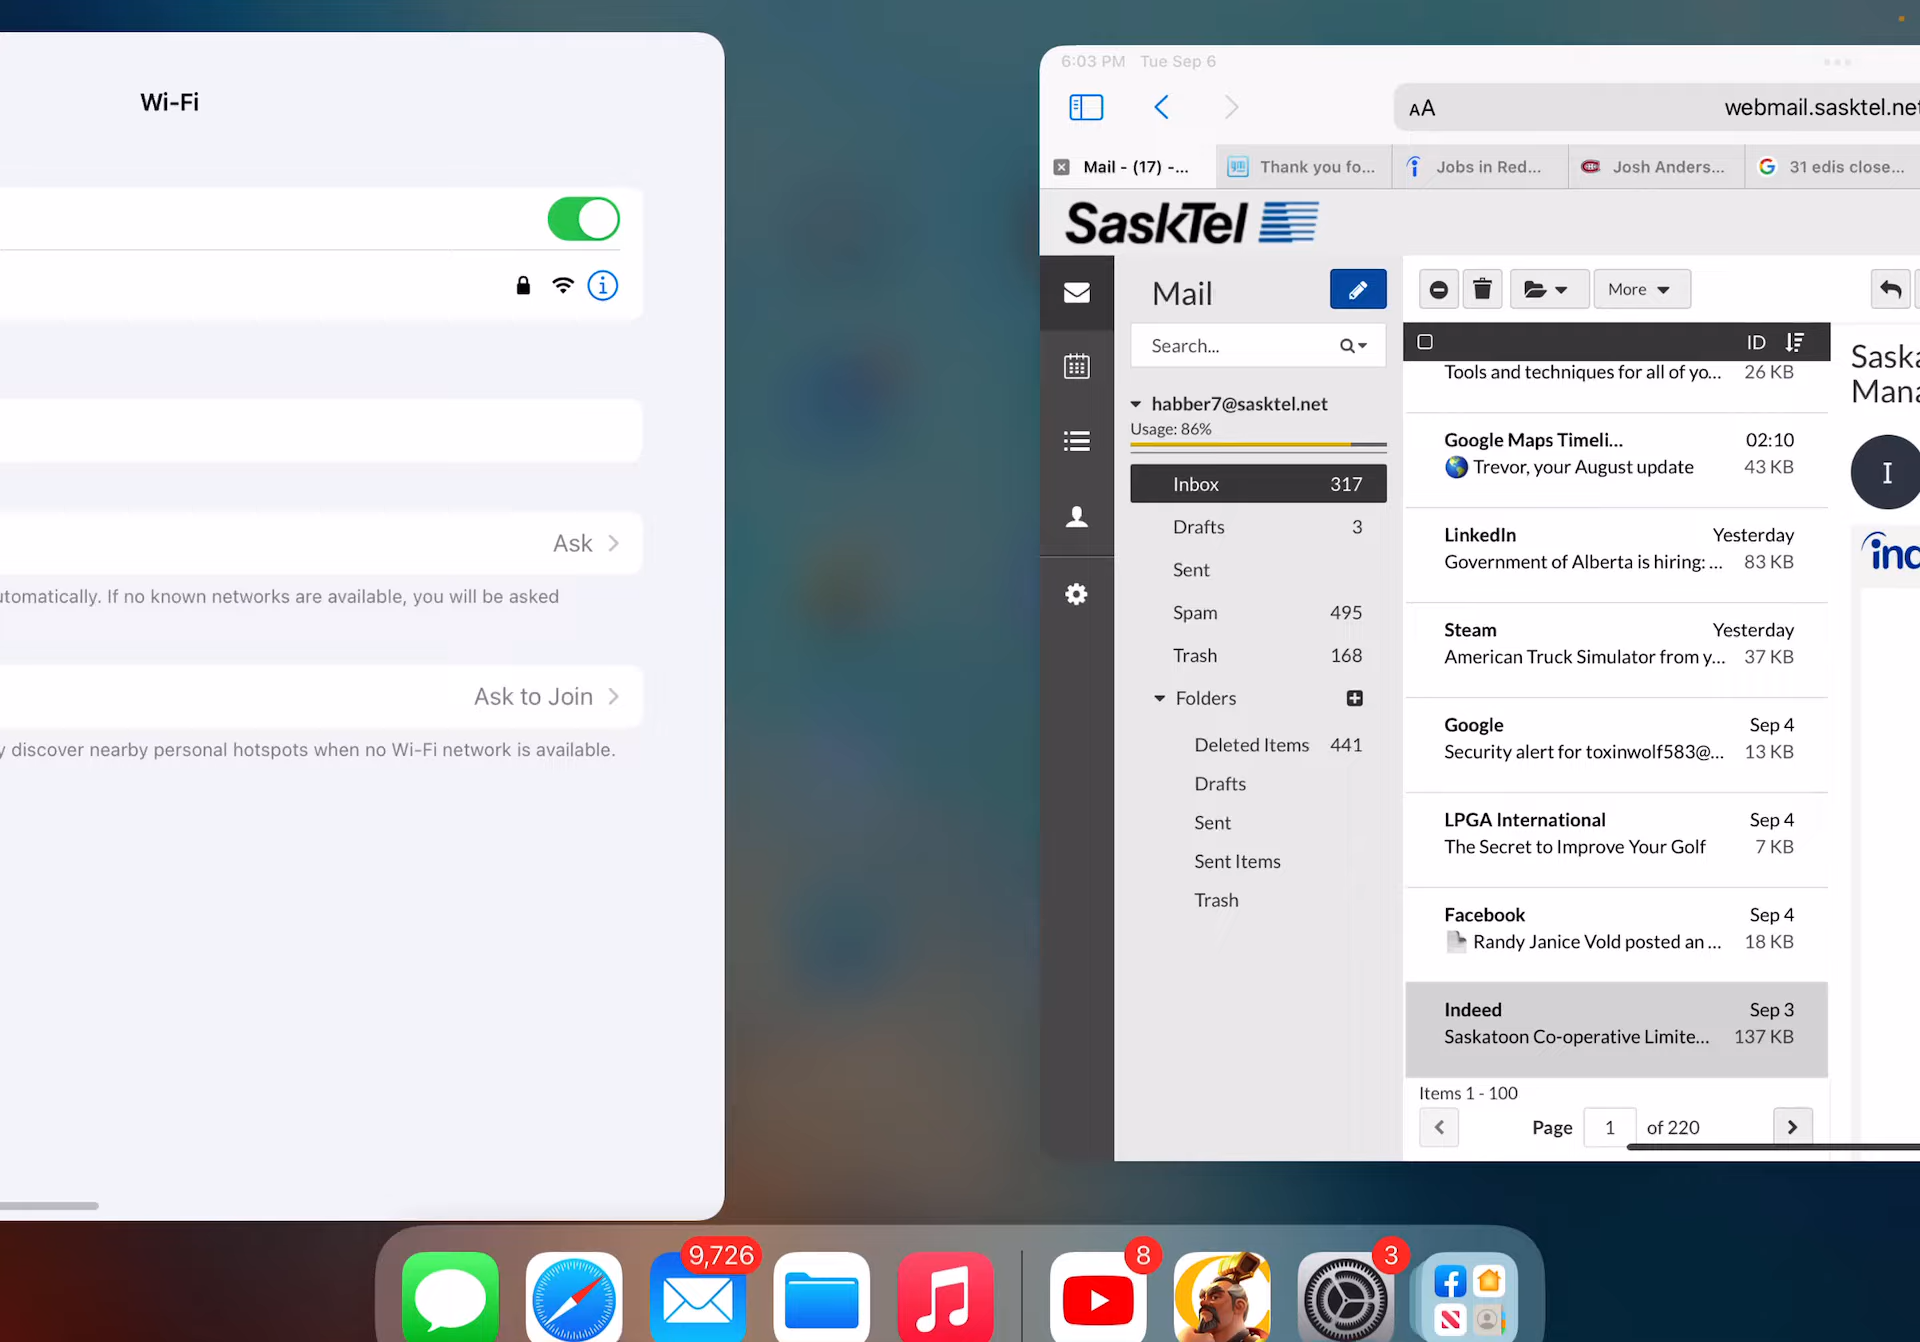 Wi-Fi
Ask
utomatically. If no known networks are available, you will be asked
Ask to Join
y discover nearby personal hotspots when no Wi-Fi network is available.
6:03 PM Tue Sep 6
AA
webmail.sasktel.net
Mail - (17) -...
Thank you fo...
Jobs in Red...
Josh Anders...
31 edis close...
SaskTel
Mail
Search...
habber7@sasktel.net
Usage: 86%
Inbox 317
Drafts 3
Sent
Spam 495
Trash 168
Folders
Deleted Items 441
Drafts
Sent
Sent Items
Trash
More
ID
Tools and techniques for all of yo... 26 KB
Google Maps Timeli... 02:10
Trevor, your August update 43 KB
LinkedIn Yesterday
Government of Alberta is hiring: ... 83 KB
Steam Yesterday
American Truck Simulator from y... 37 KB
Google Sep 4
Security alert for toxinwolf583@... 13 KB
LPGA International Sep 4
The Secret to Improve Your Golf 7 KB
Facebook Sep 4
Randy Janice Vold posted an ... 18 KB
Indeed Sep 3
Saskatoon Co-operative Limite... 137 KB
Items 1 - 100
Page 1 of 220
Saska
Mana
I
ind
9,726
8
3